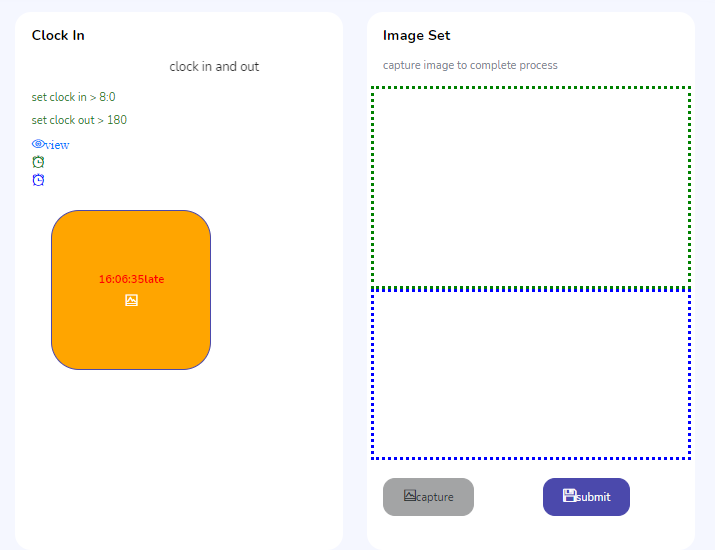 Clock In
clock in and out
set clock in > 8:0
set clock out > 180
view
16:06:35late
Image Set
capture image to complete process
capture
submit